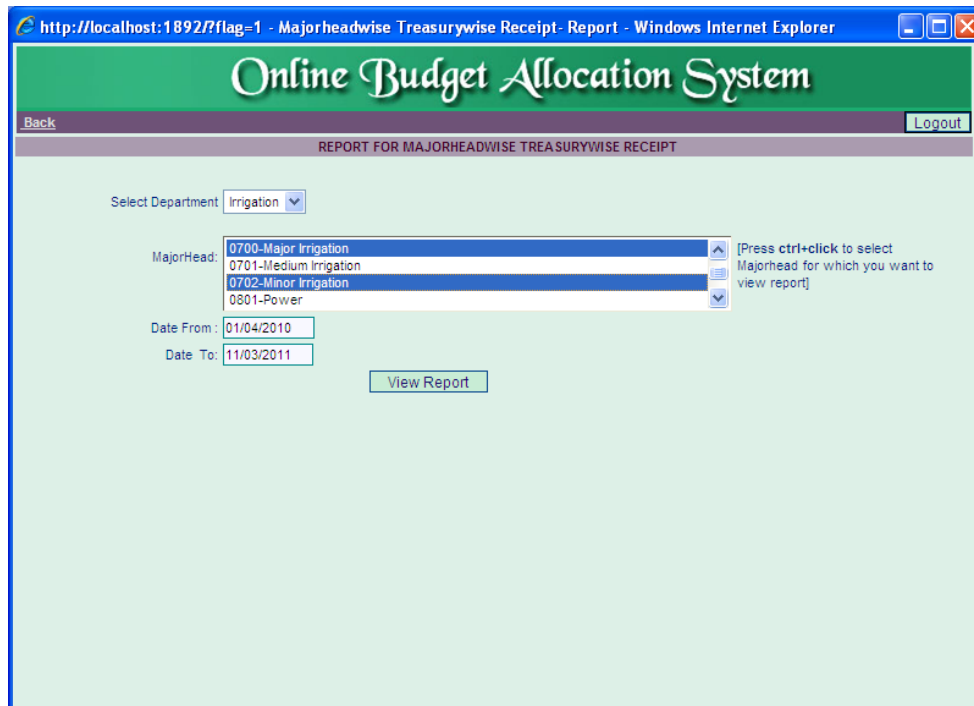 http://localhost:1892/?flag=1 - Majorheadwise Treasurywise Receipt- Report - Windows Internet Explorer
Online Budget Allocation System
Back
Logout
REPORT FOR MAJORHEADWISE TREASURYWISE RECEIPT
Select Department Irrigation
MajorHead:
0700-Major Irrigation
0701-Medium Irrigation
0702-Minor Irrigation
0801-Power
[Press ctrl+click to select
Majorhead for which you want to
view report]
Date From : 01/04/2010
Date To: 11/03/2011
View Report